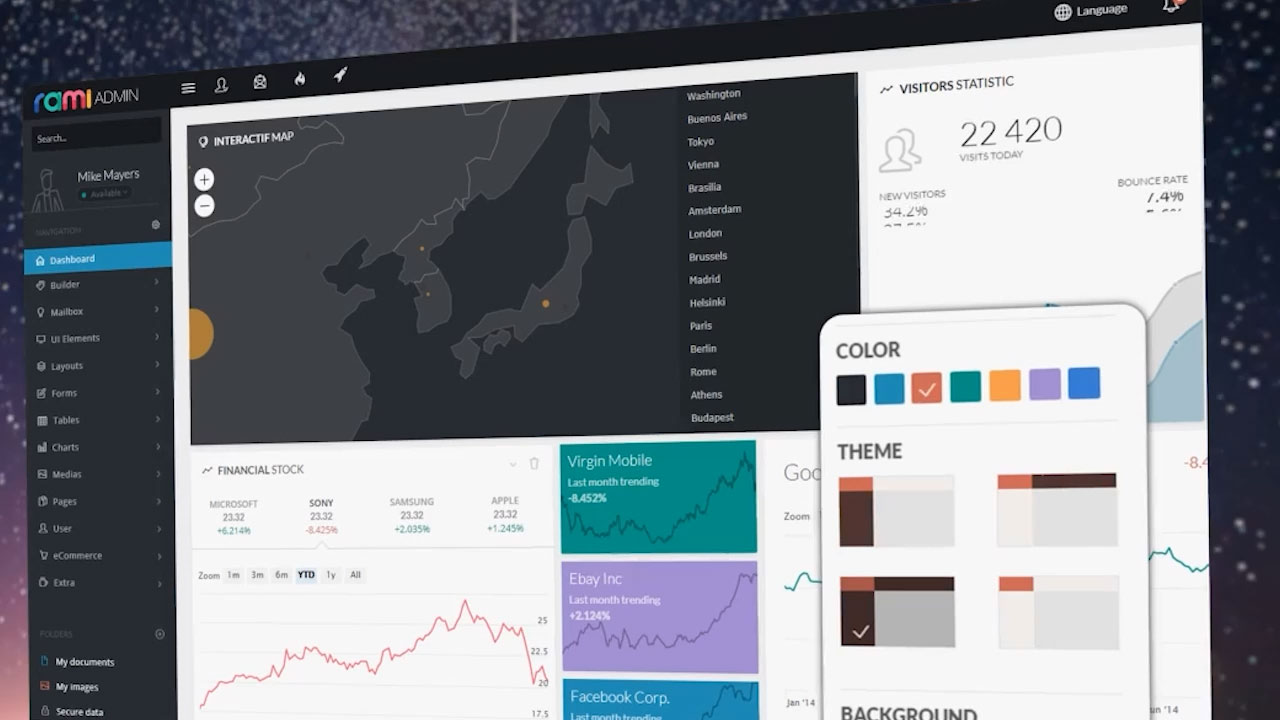 Language
rami ADMIN
Search...
Mike Mayers
Available
NAVIGATION
Dashboard
Builder
Mailbox
UI Elements
Layouts
Forms
Tables
Charts
Medias
Pages
User
eCommerce
Extra
FOLDERS
My documents
My images
Secure data
INTERACTIF MAP
Washington
Buenos Aires
Tokyo
Vienna
Brasilia
Amsterdam
London
Brussels
Madrid
Helsinki
Paris
Berlin
Rome
Athens
Budapest
VISITORS STATISTIC
22 420
VISITS TODAY
NEW VISITORS
34.2%
BOUNCE RATE
7.4%
FINANCIAL STOCK
MICROSOFT SONY SAMSUNG APPLE
23.32 23.32 23.32 23.32
+6.214% -8.425% +2.035% +1.245%
Zoom 1m 3m 6m YTD 1y All
25
22.5
20
17.5
Virgin Mobile
Last month trending
-8.452%
Ebay Inc
Last month trending
+2.124%
Facebook Corp.
Last month trending
Goo
Zoom
Jan '14
-8.4
un '14
COLOR
THEME
BACKGROUND